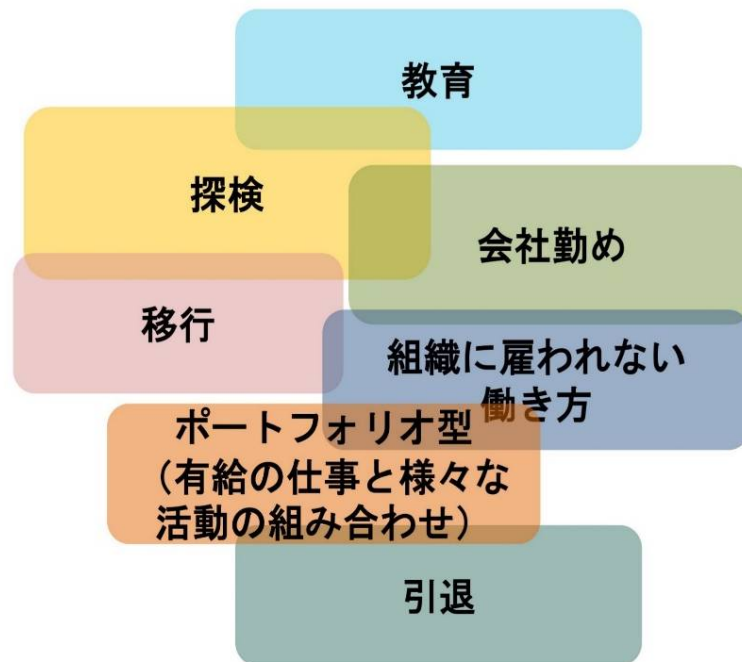 教育
探検
会社勤め
移行
組織に雇われない
働き方
ポートフォリオ型
（有給の仕事と様々な
活動の組み合わせ）
引退